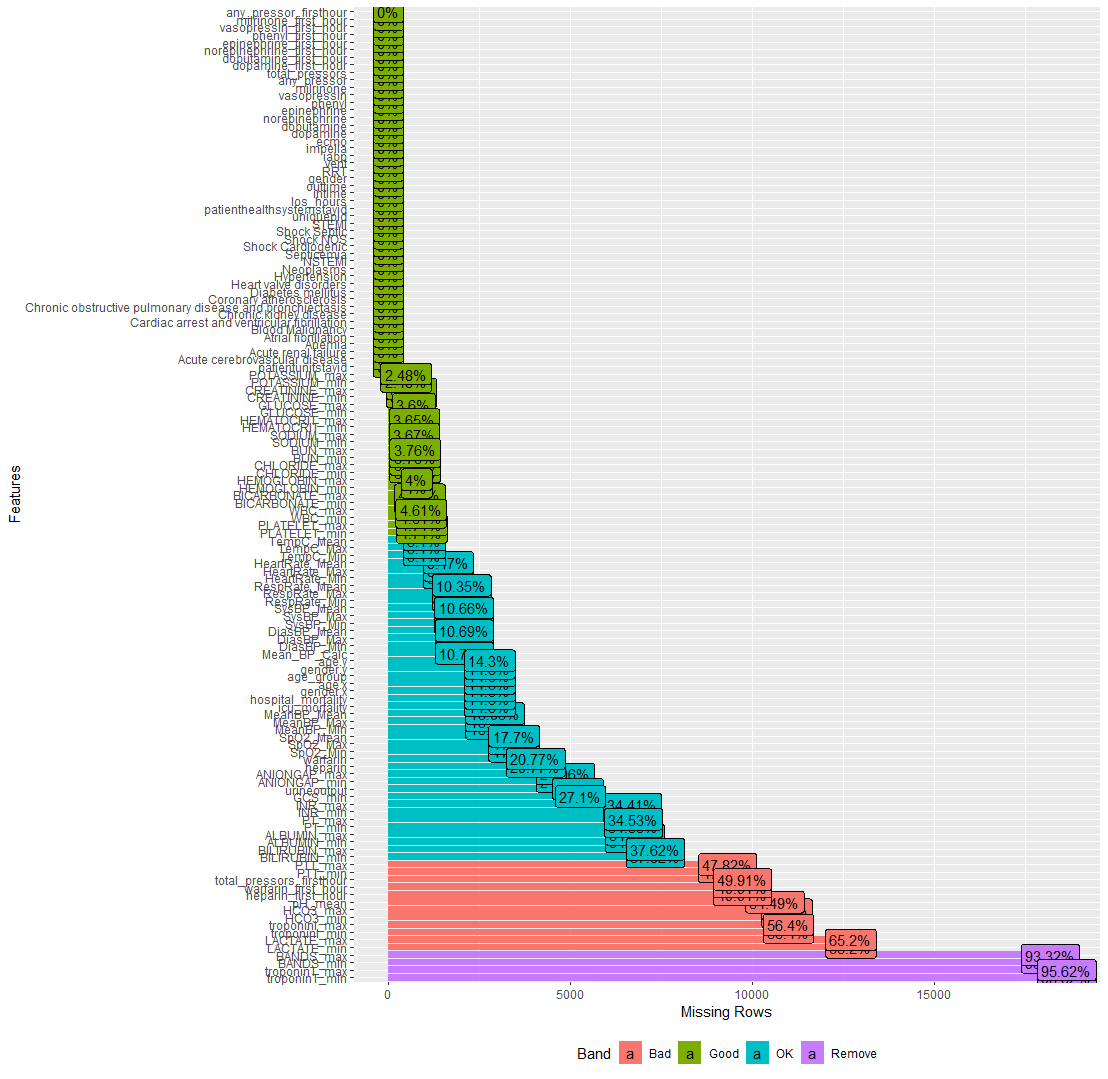 any_pressor_firsthour
milrinone_first_hour
vasopressin_first_hour
phenyl_first_hour
epinephrine_first_hour
norepinephrine_first_hour
dobutamine_first_hour
dopamine_first_hour
total_pressors
any_pressor
milrinone
vasopressin
phenyl
epinephrine
norepinephrine
dobutamine
dopamine
ecmo
impella
iabp
vent
RRT
gender
outtime
intime
los_hours
patienthealthsystemstayid
uniquepid
STEMI
Shock Septic
Shock NOS
Shock Cardiogenic
Septicemia
NSTEMI
Neoplasms
Hypertension
Heart valve disorders
Diabetes mellitus
Coronary atherosclerosis
Chronic obstructive pulmonary disease and bronchiectasis
Chronic kidney disease
Cardiac arrest and ventricular fibrillation
Blood Malignancy
Atrial fibrillation
Anemia
Acute renal failure
Acute cerebrovascular disease
patientunitstayid
POTASSIUM_max
POTASSIUM_min
CREATININE_max
CREATININE_min
GLUCOSE_max
GLUCOSE_min
HEMATOCRIT_max
HEMATOCRIT_min
SODIUM_max
SODIUM_min
BUN_max
BUN_min
CHLORIDE_max
CHLORIDE_min
HEMOGLOBIN_max
HEMOGLOBIN_min
BICARBONATE_max
BICARBONATE_min
WBC_max
WBC_min
PLATELET_max
PLATELET_min
TempC_Mean
TempC_Max
TempC_Min
HeartRate_Mean
HeartRate_Max
HeartRate_Min
RespRate_Mean
RespRate_Max
RespRate_Min
SysBP_Mean
SysBP_Max
SysBP_Min
DiasBP_Mean
DiasBP_Max
DiasBP_Min
Mean_BP_Calc
age.y
gender.y
age_group
age.x
gender.x
hospital_mortality
icu_mortality
MeanBP_Mean
MeanBP_Max
MeanBP_Min
SpO2_Mean
SpO2_Max
SpO2_Min
warfarin
heparin
ANIONGAP_max
ANIONGAP_min
urineoutput
GCS_min
INR_max
INR_min
PT_max
PT_min
ALBUMIN_max
ALBUMIN_min
BILIRUBIN_max
BILIRUBIN_min
PTT_max
PTT_min
total_pressors_firsthour
warfarin_first_hour
heparin_first_hour
pH_mean
HCO3_max
HCO3_min
troponinI_max
troponinI_min
LACTATE_max
LACTATE_min
BANDS_max
BANDS_min
troponinT_max
troponinT_min
0%
2.48%
3.6%
3.65%
3.67%
3.76%
4%
4.61%
10.35%
10.66%
10.69%
14.3%
17.7%
20.77%
27.1%
34.41%
34.53%
37.62%
47.82%
49.91%
56.4%
65.2%
93.32%
95.62%
Features
0 5000 10000 15000
Missing Rows
Band a Bad a Good a OK a Remove